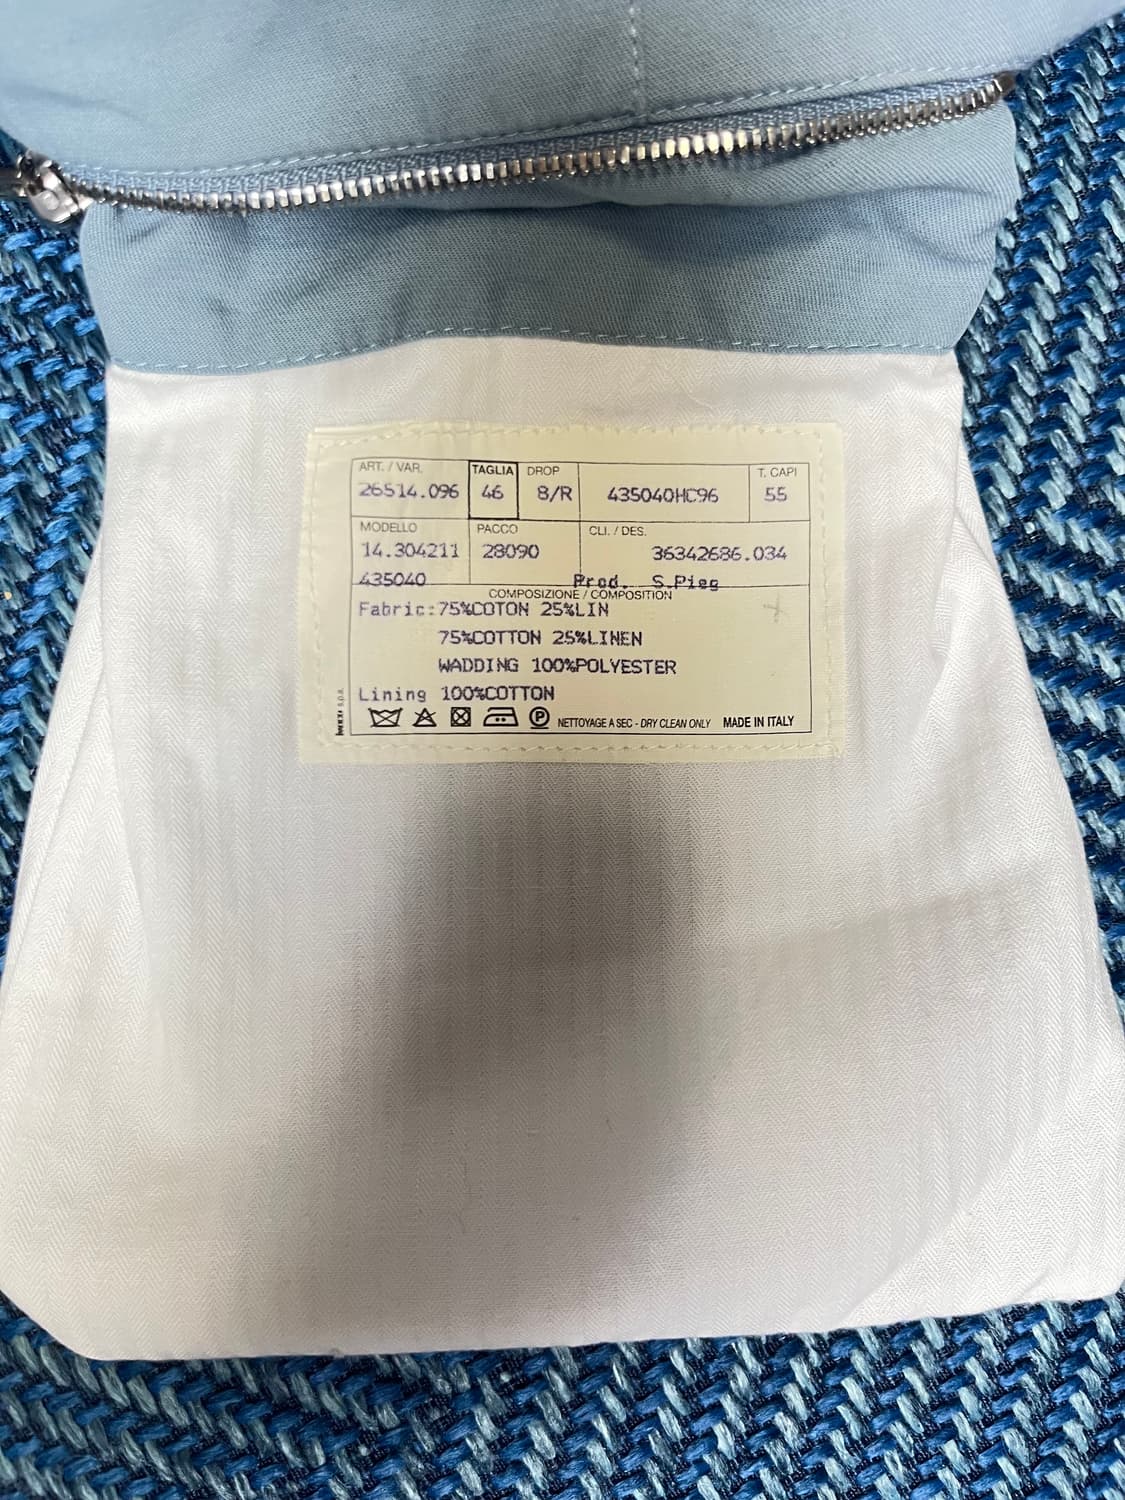 ART. / VAR. TAGLIA DROP T. CAPI
26514.096 46 8/R 435040HC96 55
MODELLO PACCO CLI. / DES.
14.304211 28090 36342686.034
435040 Prod. S.Pieg
COMPOSIZIONE / COMPOSITION
Fabric:75%COTON 25%LIN
75%COTTON 25%LINEN
WADDING 100%POLYESTER
Lining 100%COTTON
P NETTOYAGE A SEC - DRY CLEAN ONLY MADE IN ITALY